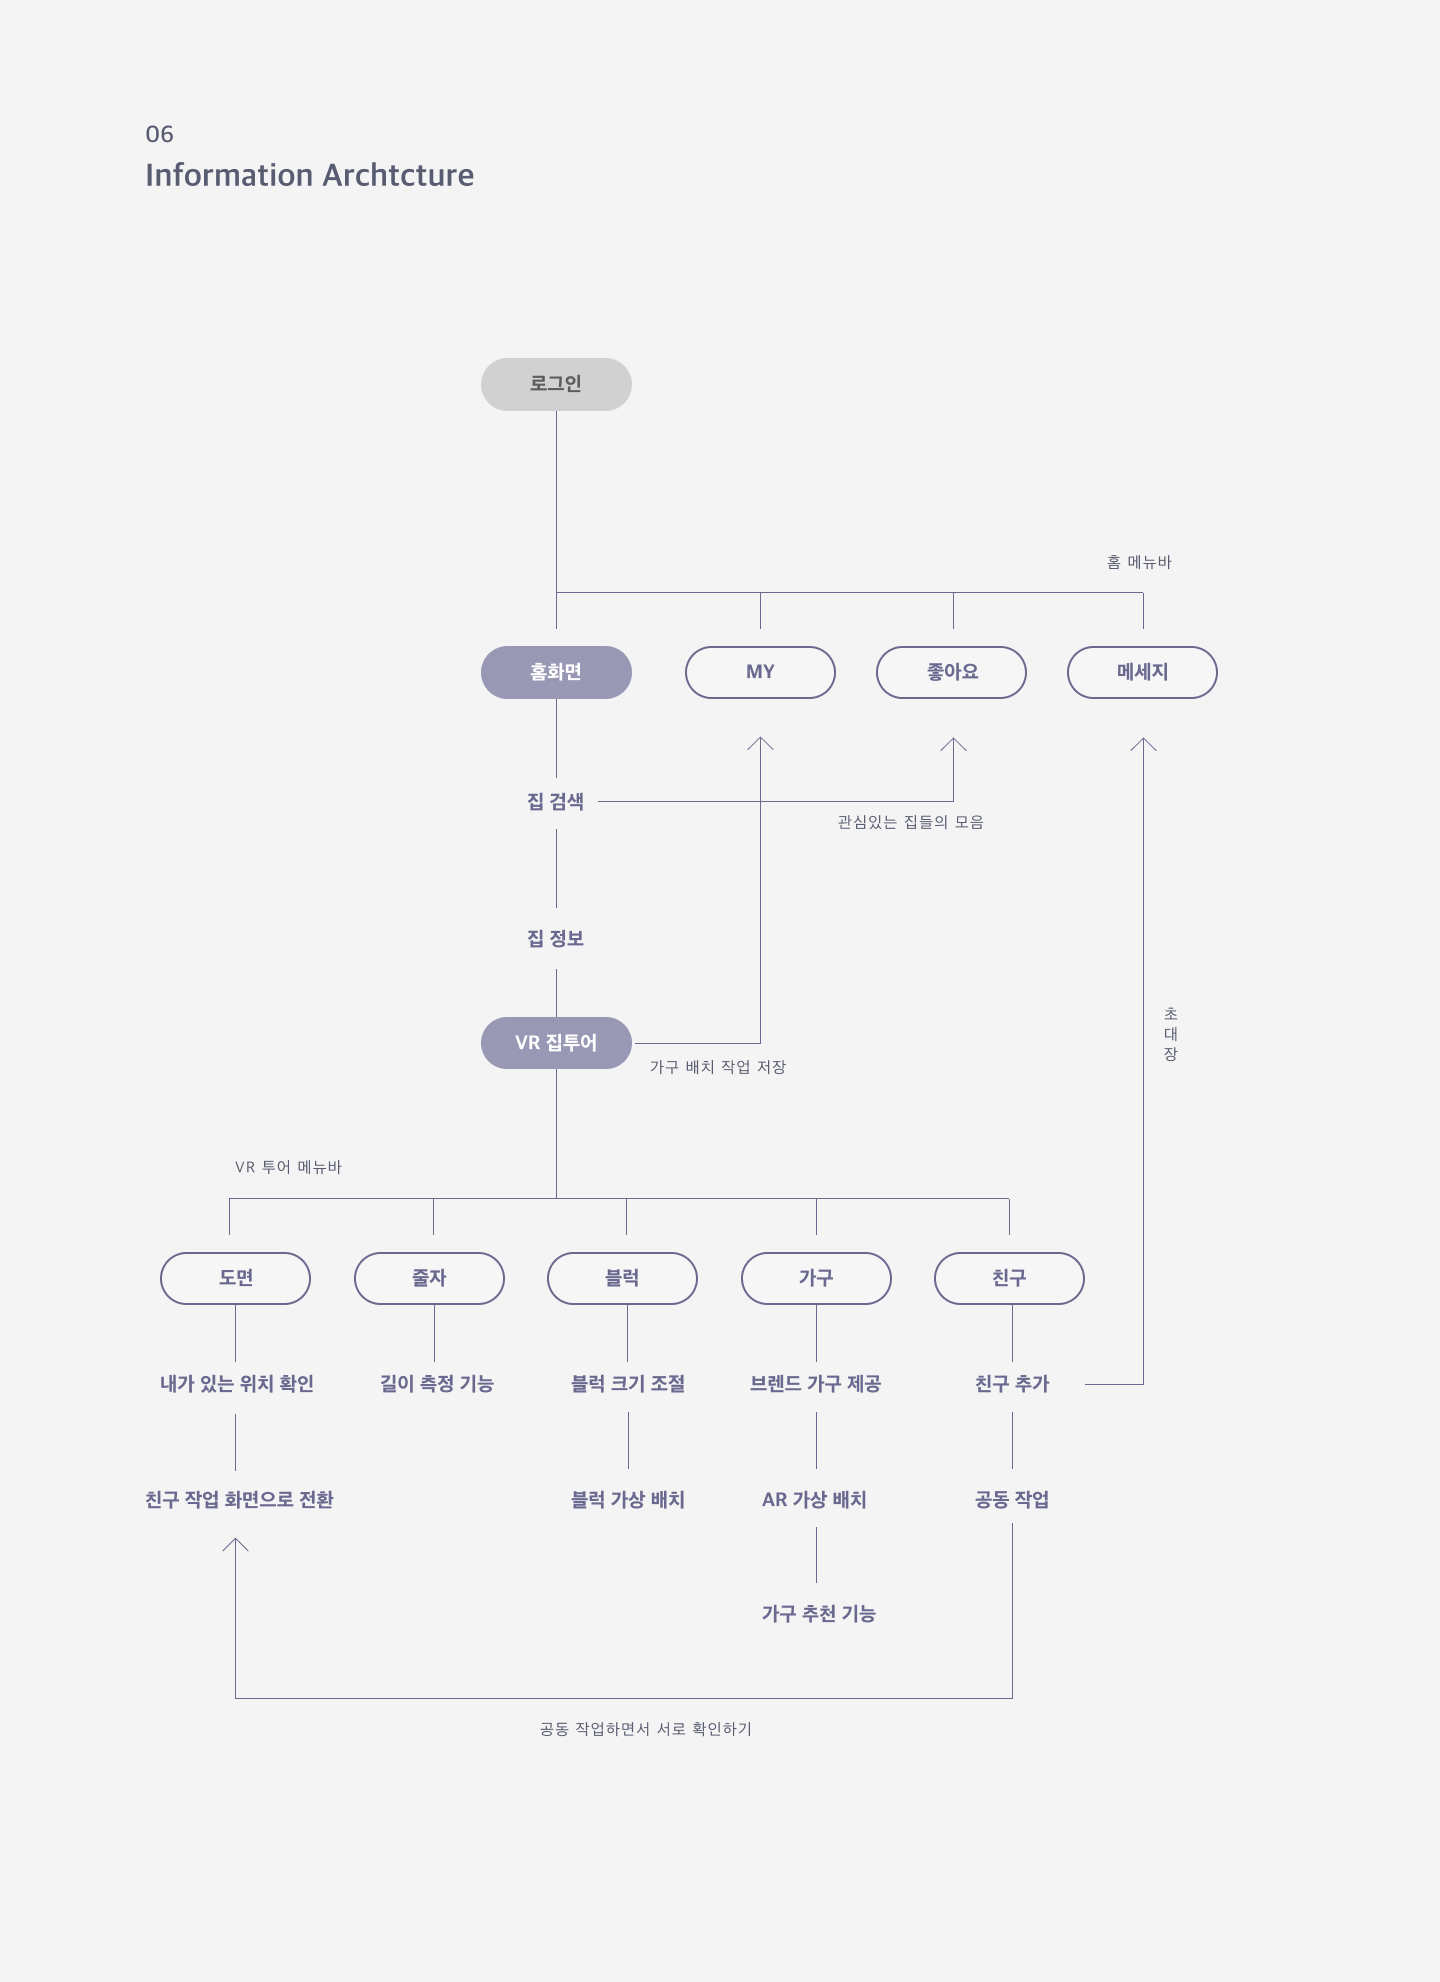 06
Information Archtcture
로그인
홈 메뉴바
홈화면
MY
좋아요
메세지
집 검색
관심있는 집들의 모음
집 정보
초
대
장
VR 집투어
가구 배치 작업 저장
VR 투어 메뉴바
도면
줄자
블럭
가구
친구
내가 있는 위치 확인
길이 측정 기능
블럭 크기 조절
브렌드 가구 제공
친구 추가
친구 작업 화면으로 전환
블럭 가상 배치
AR 가상 배치
공동 작업
가구 추천 기능
공동 작업하면서 서로 확인하기